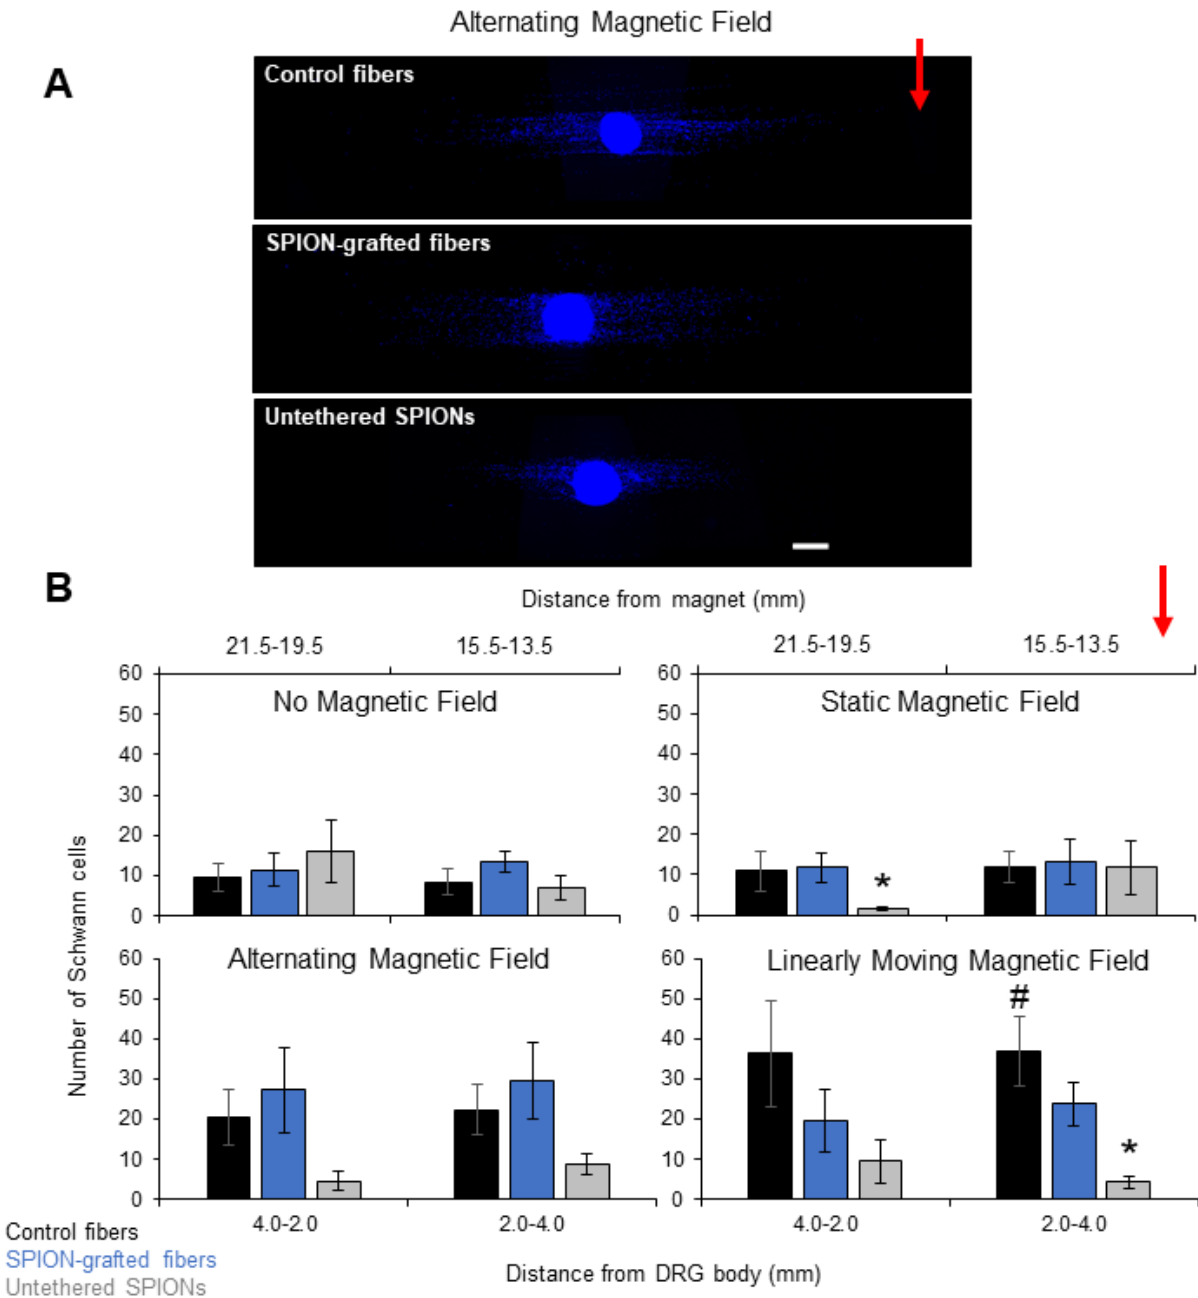 Alternating Magnetic Field
A
Control fibers
SPION-grafted fibers
Untethered SPIONs
B
Distance from magnet (mm)
21.5-19.5 15.5-13.5 21.5-19.5 15.5-13.5
No Magnetic Field
60
50
40
30
20
10
0
Static Magnetic Field
60
50
40
30
20
10
0
*
Number of Schwann cells
Alternating Magnetic Field
60
50
40
30
20
10
0
4.0-2.0 2.0-4.0
Linearly Moving Magnetic Field
60
50
40
30
20
10
0
#
*
4.0-2.0 2.0-4.0
Control fibers
SPION-grafted fibers
Untethered SPIONs
Distance from DRG body (mm)